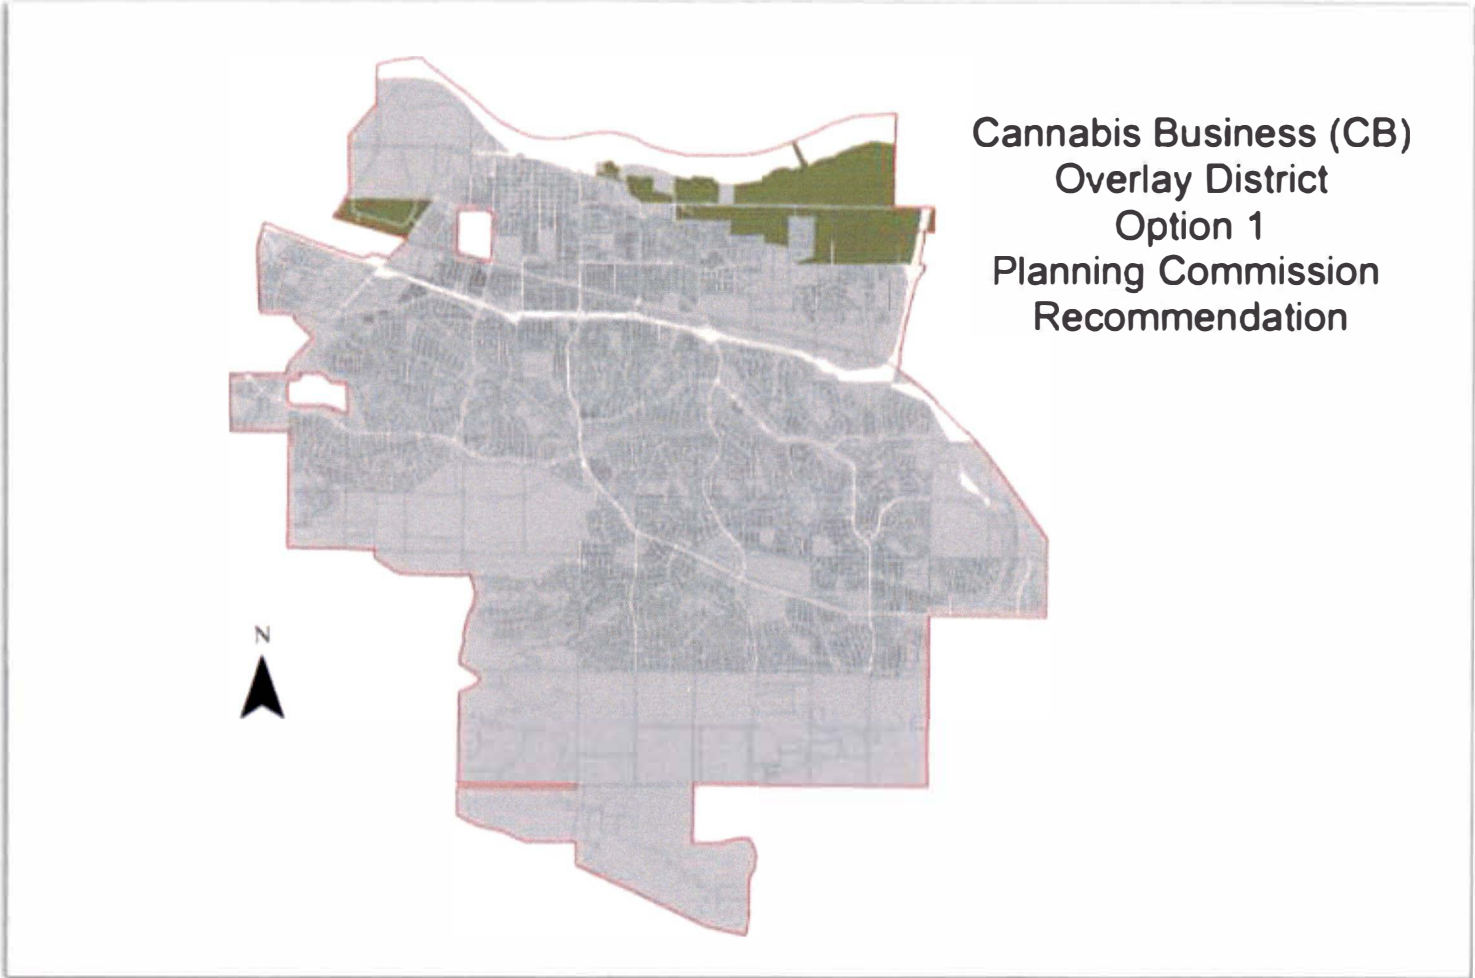 Cannabis Business (CB)
Overlay District
Option 1
Planning Commission
Recommendation
N